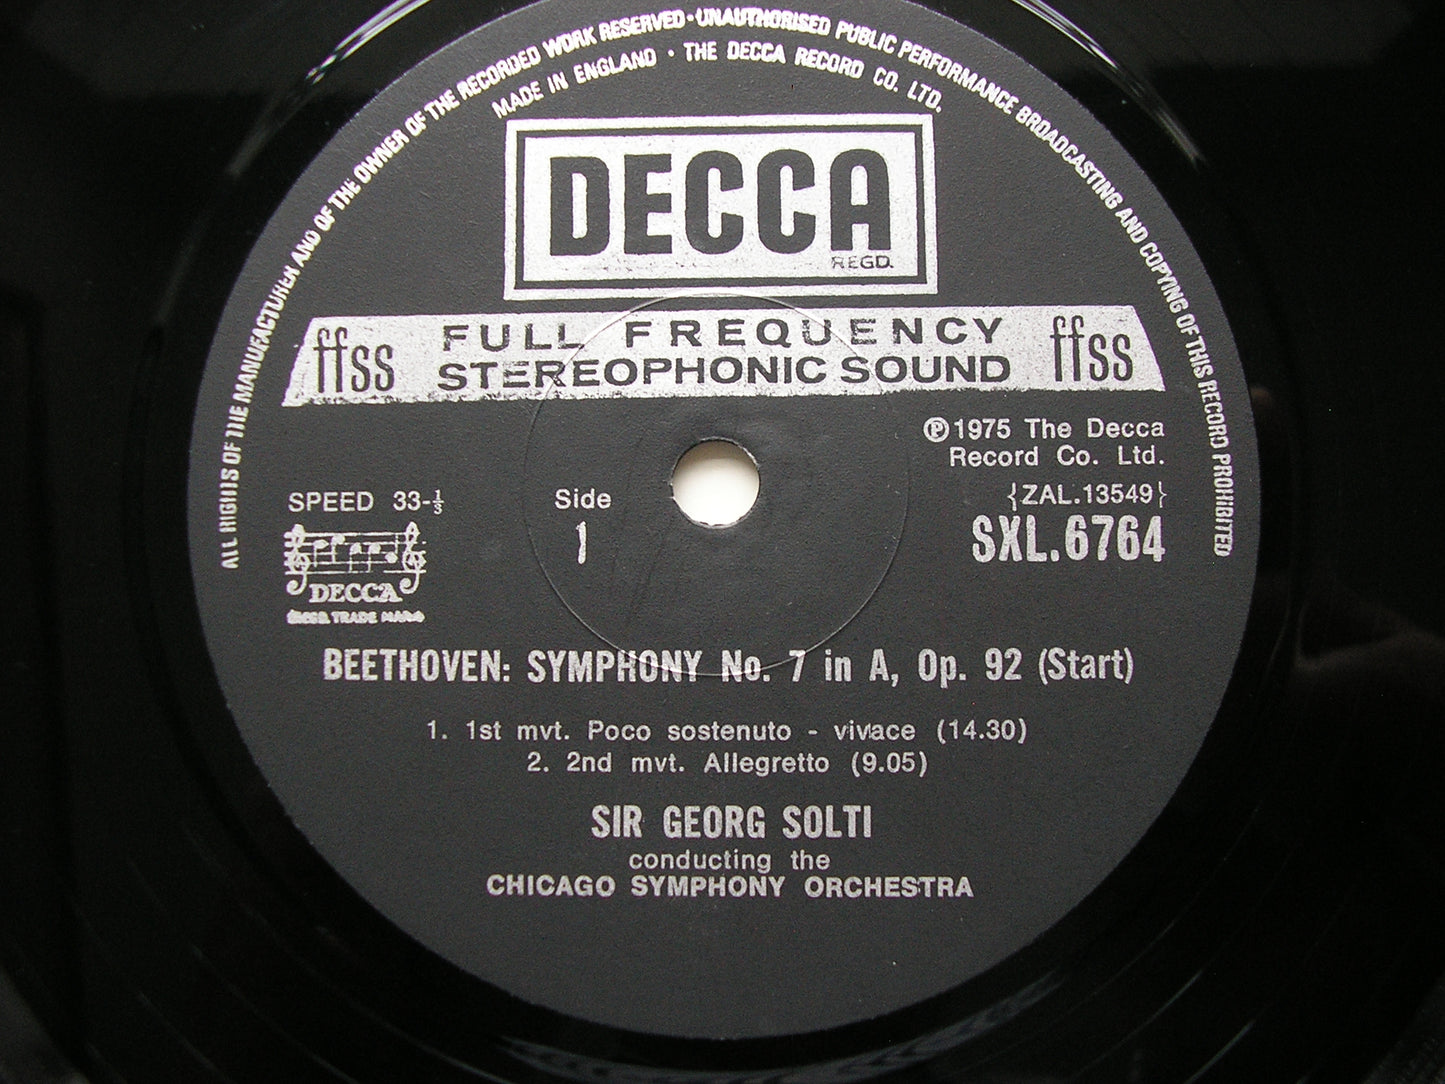 ALL RIGHTS OF THE MANUFACTURER AND OF THE OWNER OF THE RECORDED WORK RESERVED · UNAUTHORISED PUBLIC PERFORMANCE BROADCASTING AND COPYING OF THIS RECORD PROHIBITED
MADE IN ENGLAND · THE DECCA RECORD CO. LTD.
DECCA
REGD.
ffss FULL FREQUENCY ffss
STEREOPHONIC SOUND
℗ 1975 The Decca
Record Co. Ltd.
SPEED 33-⅓
Side
1
{ZAL.13549}
SXL.6764
DECCA
REGD. TRADE MARK
BEETHOVEN: SYMPHONY No. 7 in A, Op. 92 (Start)
1. 1st mvt. Poco sostenuto - vivace (14.30)
2. 2nd mvt. Allegretto (9.05)
SIR GEORG SOLTI
conducting the
CHICAGO SYMPHONY ORCHESTRA